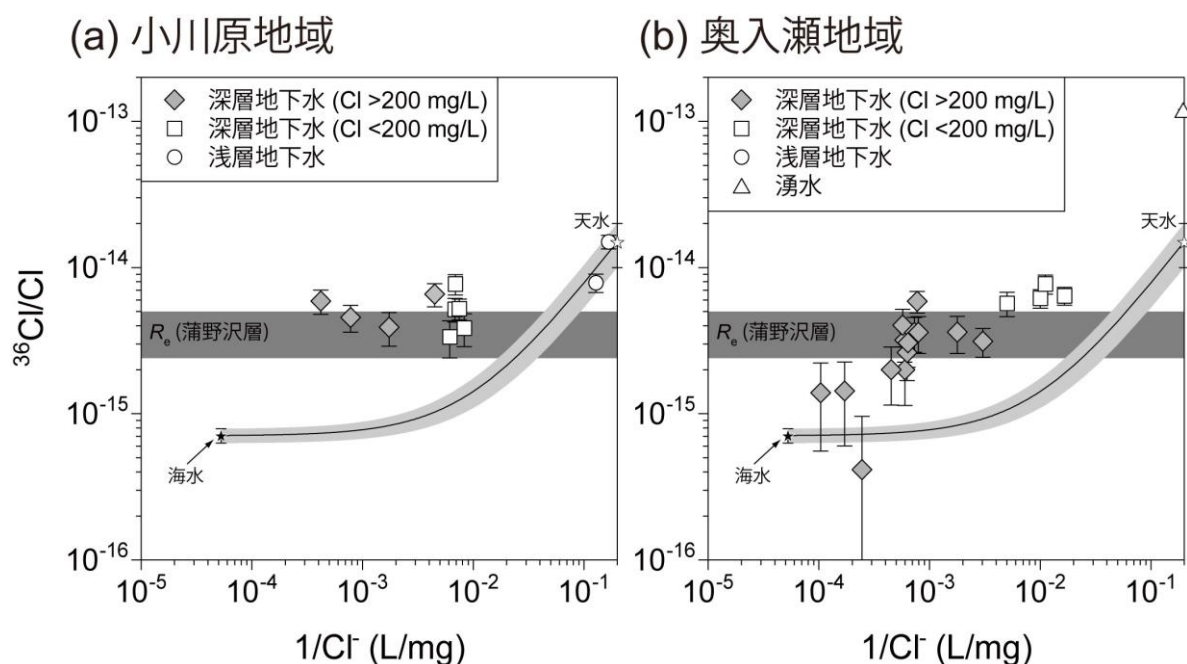 (a) 小川原地域
深層地下水 (Cl >200 mg/L)
深層地下水 (Cl <200 mg/L)
浅層地下水
天水
Re (蒲野沢層)
海水
³⁶Cl/Cl
10⁻¹³
10⁻¹⁴
10⁻¹⁵
10⁻¹⁶
10⁻⁵
10⁻⁴
10⁻³
10⁻²
10⁻¹
1/Cl⁻ (L/mg)
(b) 奥入瀬地域
深層地下水 (Cl >200 mg/L)
深層地下水 (Cl <200 mg/L)
浅層地下水
湧水
天水
Re (蒲野沢層)
海水
10⁻¹³
10⁻¹⁴
10⁻¹⁵
10⁻¹⁶
10⁻⁵
10⁻⁴
10⁻³
10⁻²
10⁻¹
1/Cl⁻ (L/mg)